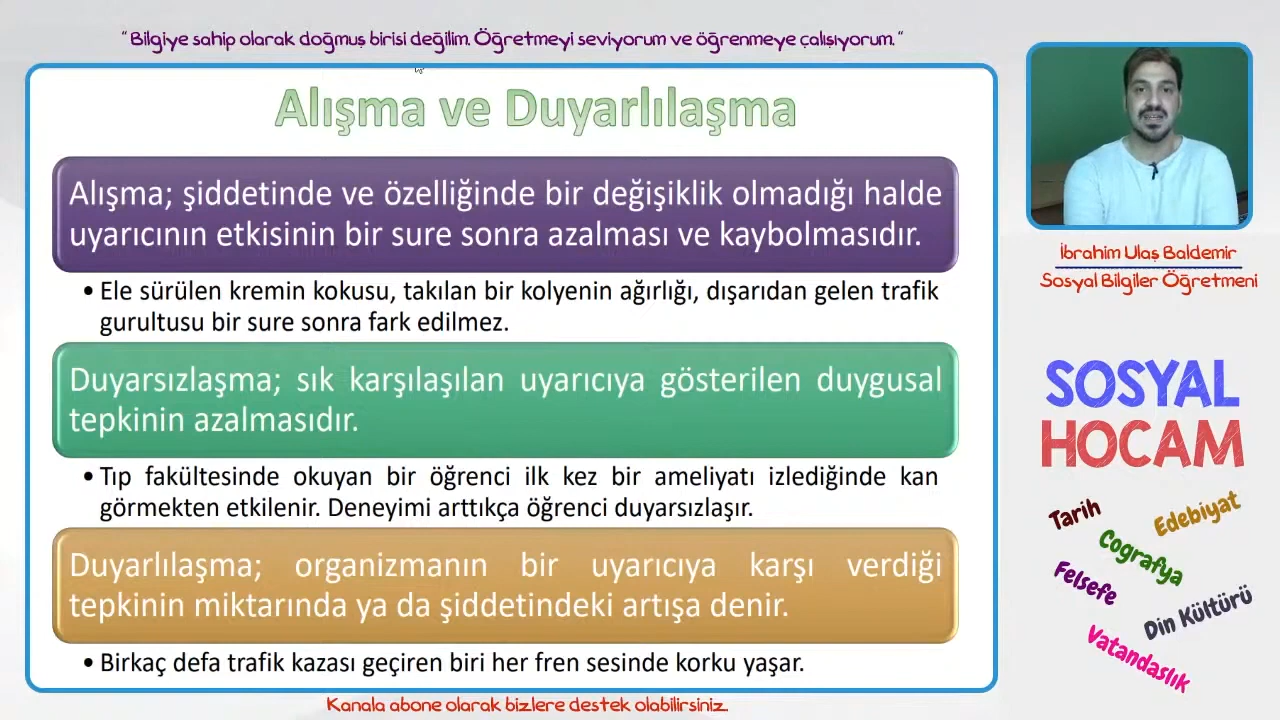 “ Bilgiye sahip olarak doğmuş birisi değilim. Öğretmeyi seviyorum ve öğrenmeye çalışıyorum. “
Alışma ve Duyarlılaşma
Alışma; şiddetinde ve özelliğinde bir değişiklik olmadığı halde
uyarıcının etkisinin bir sure sonra azalması ve kaybolmasıdır.
• Ele sürülen kremin kokusu, takılan bir kolyenin ağırlığı, dışarıdan gelen trafik
gurultusu bir sure sonra fark edilmez.
Duyarsızlaşma; sık karşılaşılan uyarıcıya gösterilen duygusal
tepkinin azalmasıdır.
• Tıp fakültesinde okuyan bir öğrenci ilk kez bir ameliyatı izlediğinde kan
görmekten etkilenir. Deneyimi arttıkça öğrenci duyarsızlaşır.
Duyarlılaşma; organizmanın bir uyarıcıya karşı verdiği
tepkinin miktarında ya da şiddetindeki artışa denir.
• Birkaç defa trafik kazası geçiren biri her fren sesinde korku yaşar.
Kanala abone olarak bizlere destek olabilirsiniz.
İbrahim Ulaş Baldemir
Sosyal Bilgiler Öğretmeni
SOSYAL
HOCAM
Tarih
Edebiyat
Cografya
Felsefe
Din Kültürü
Vatandaslık